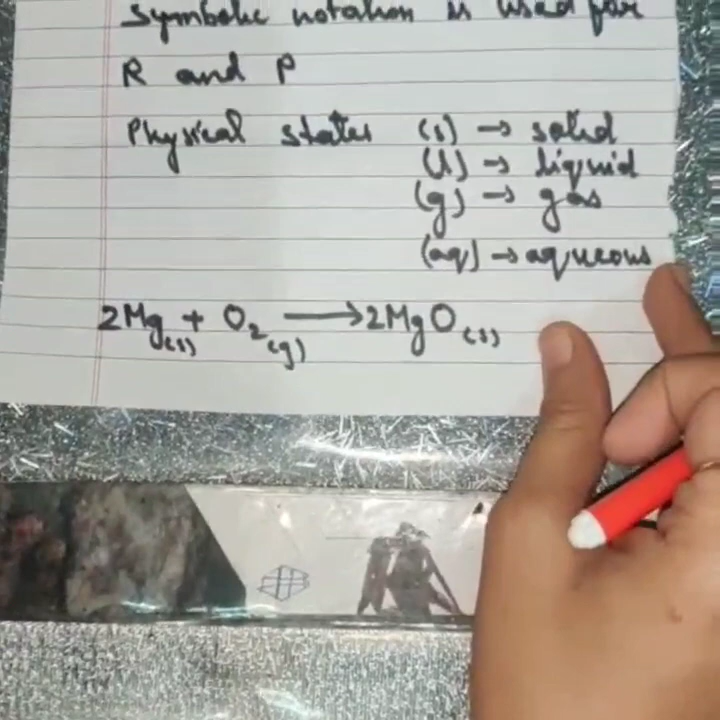 Symbolic notation is used for
R and P
Physical states (s) → solid
(l) → liquid
(g) → gas
(aq) → aqueous
2Mg(s) + O2(g) ⟶ 2MgO(s)